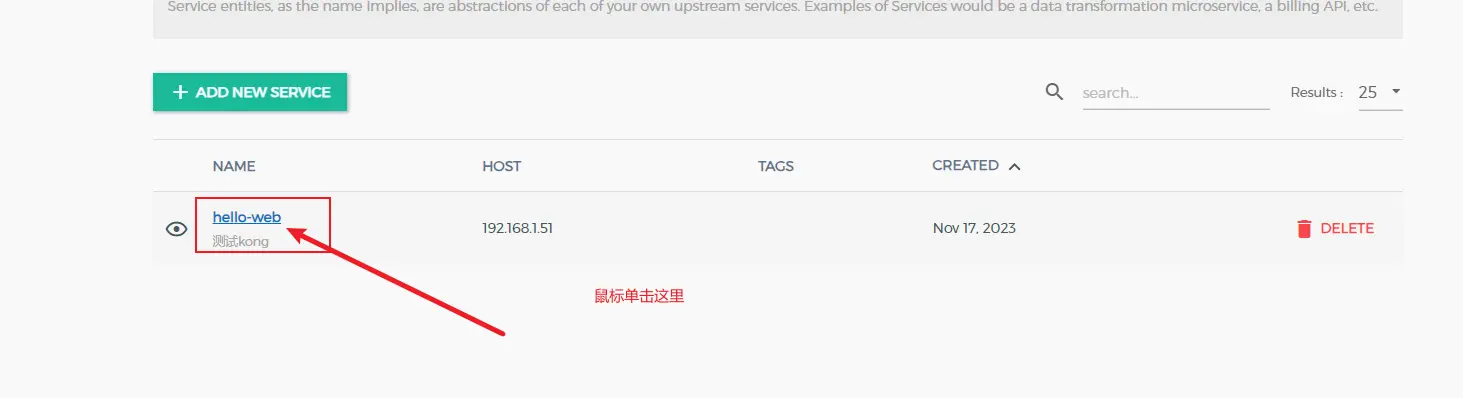 Service entities, as the name implies, are abstractions of each of your own upstream services. Examples of Services would be a data transformation microservice, a billing API, etc.
ADD NEW SERVICE
search...
Results :
25
NAME
HOST
TAGS
CREATED
hello-web
测试kong
192.168.1.51
Nov 17, 2023
DELETE
鼠标单击这里